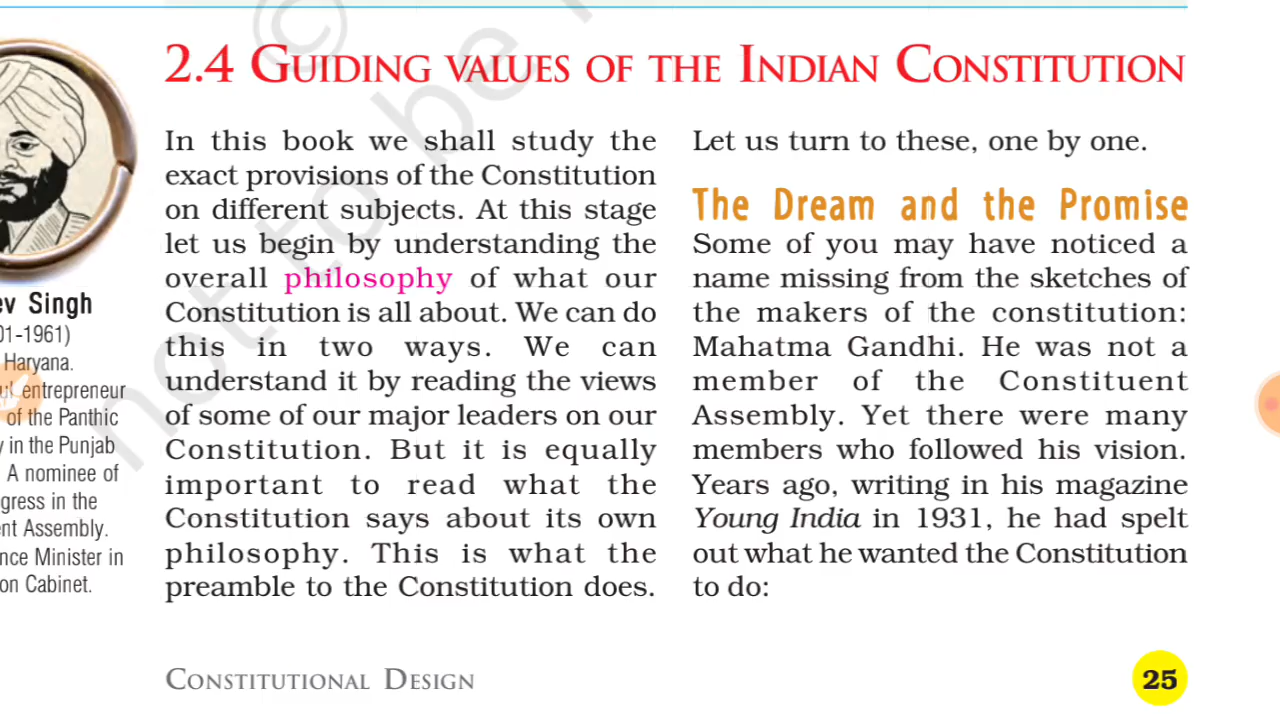 2.4 GUIDING VALUES OF THE INDIAN CONSTITUTION
In this book we shall study the
exact provisions of the Constitution
on different subjects. At this stage
let us begin by understanding the
overall philosophy of what our
Constitution is all about. We can do
this in two ways. We can
understand it by reading the views
of some of our major leaders on our
Constitution. But it is equally
important to read what the
Constitution says about its own
philosophy. This is what the
preamble to the Constitution does.
Let us turn to these, one by one.
The Dream and the Promise
Some of you may have noticed a
name missing from the sketches of
the makers of the constitution:
Mahatma Gandhi. He was not a
member of the Constituent
Assembly. Yet there were many
members who followed his vision.
Years ago, writing in his magazine
Young India in 1931, he had spelt
out what he wanted the Constitution
to do:
ev Singh
01-1961)
Haryana.
ul entrepreneur
of the Panthic
y in the Punjab
A nominee of
gress in the
ent Assembly.
nce Minister in
on Cabinet.
© not to be
CONSTITUTIONAL DESIGN
25